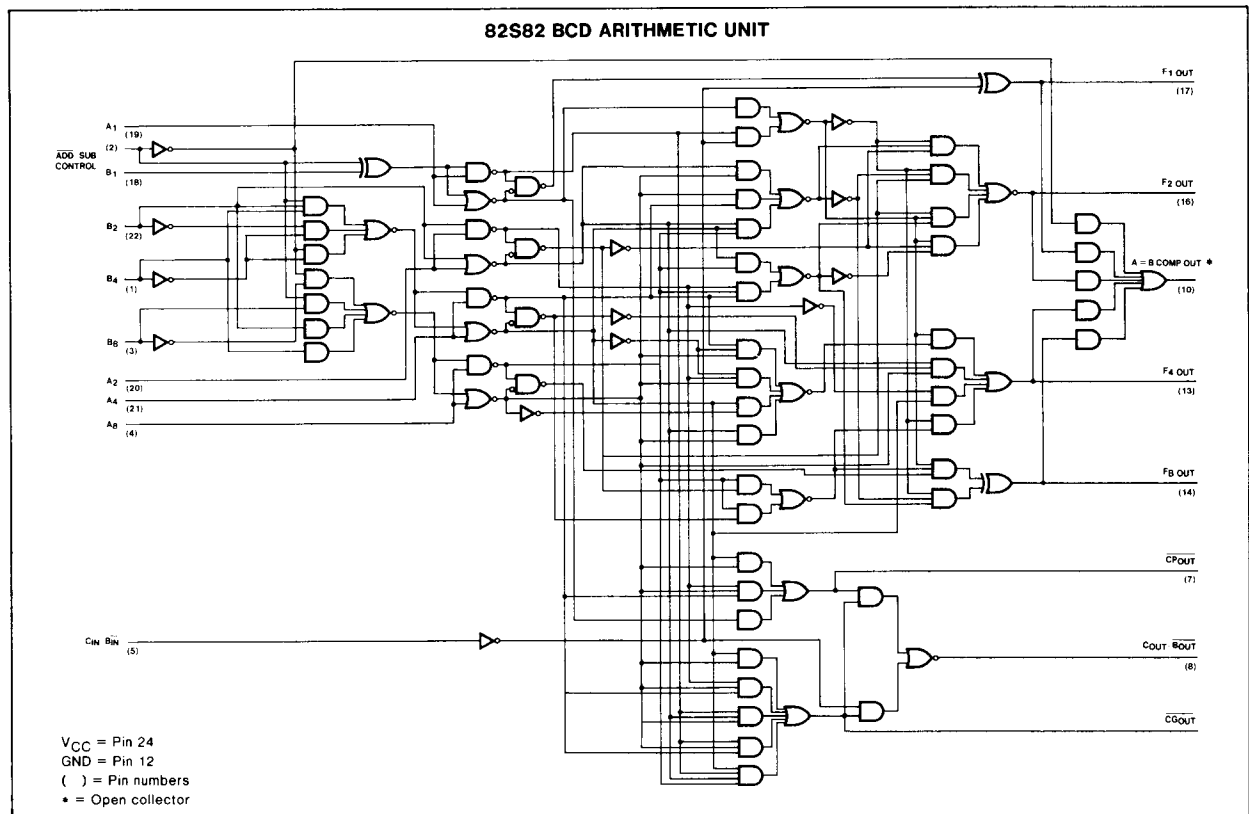 82S82 BCD ARITHMETIC UNIT
F1 OUT
(17)
A1
(19)
(2)
ADD SUB
CONTROL
B1
(18)
F2 OUT
(16)
B2
(22)
A = B COMP OUT *
(10)
B4
(1)
B8
(3)
A2
(20)
A4
(21)
F4 OUT
(13)
A8
(4)
F8 OUT
(14)
CPOUT
(7)
CIN BIN
(5)
COUT BOUT
(8)
CGOUT
VCC = Pin 24
GND = Pin 12
( ) = Pin numbers
* = Open collector